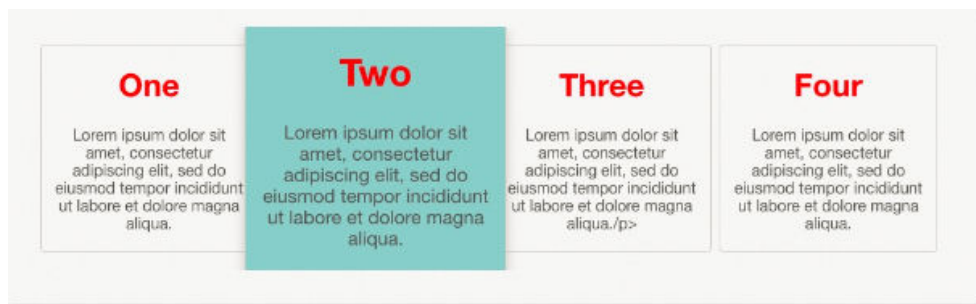 One
Lorem ipsum dolor sit
amet, consectetur
adipiscing elit, sed do
eiusmod tempor incididunt
ut labore et dolore magna
aliqua.
Two
Lorem ipsum dolor sit
amet, consectetur
adipiscing elit, sed do
eiusmod tempor incididunt
ut labore et dolore magna
aliqua.
Three
Lorem ipsum dolor sit
amet, consectetur
adipiscing elit, sed do
eiusmod tempor incididunt
ut labore et dolore magna
aliqua./p>
Four
Lorem ipsum dolor sit
amet, consectetur
adipiscing elit, sed do
eiusmod tempor incididunt
ut labore et dolore magna
aliqua.